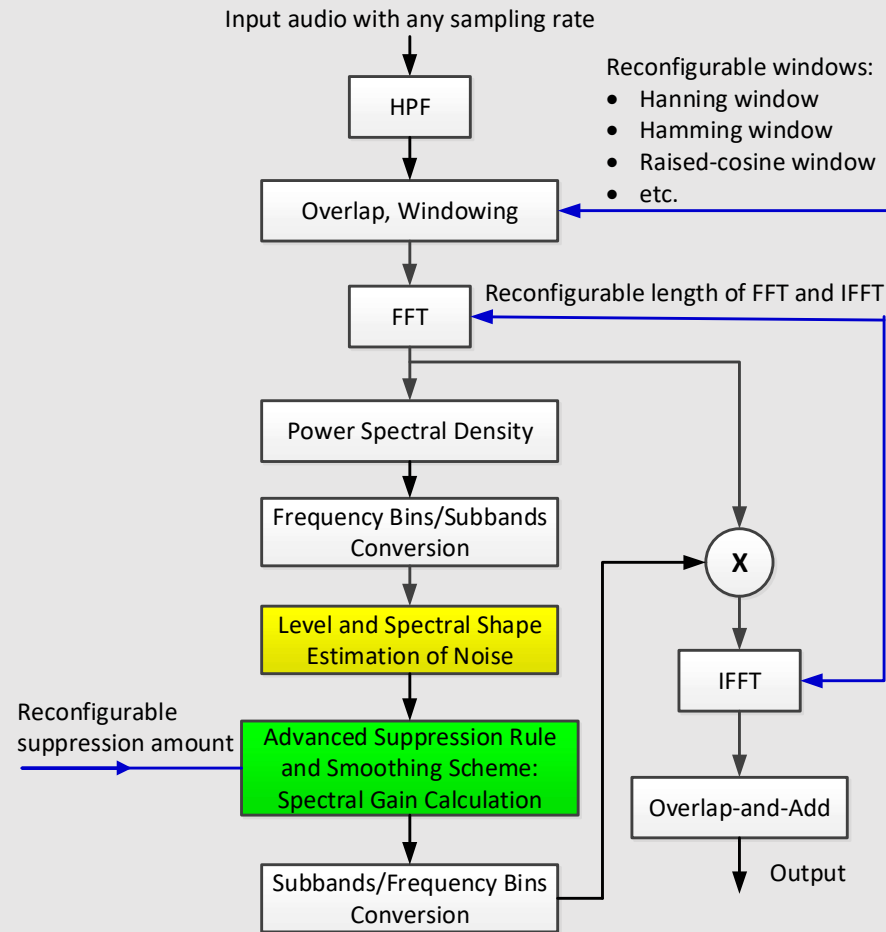 Input audio with any sampling rate
HPF
Reconfigurable windows:
• Hanning window
• Hamming window
• Raised-cosine window
• etc.
Overlap, Windowing
Reconfigurable length of FFT and IFFT
FFT
Power Spectral Density
Frequency Bins/Subbands
Conversion
X
Level and Spectral Shape
Estimation of Noise
IFFT
Reconfigurable
suppression amount
Advanced Suppression Rule
and Smoothing Scheme:
Spectral Gain Calculation
Overlap-and-Add
Subbands/Frequency Bins
Conversion
Output